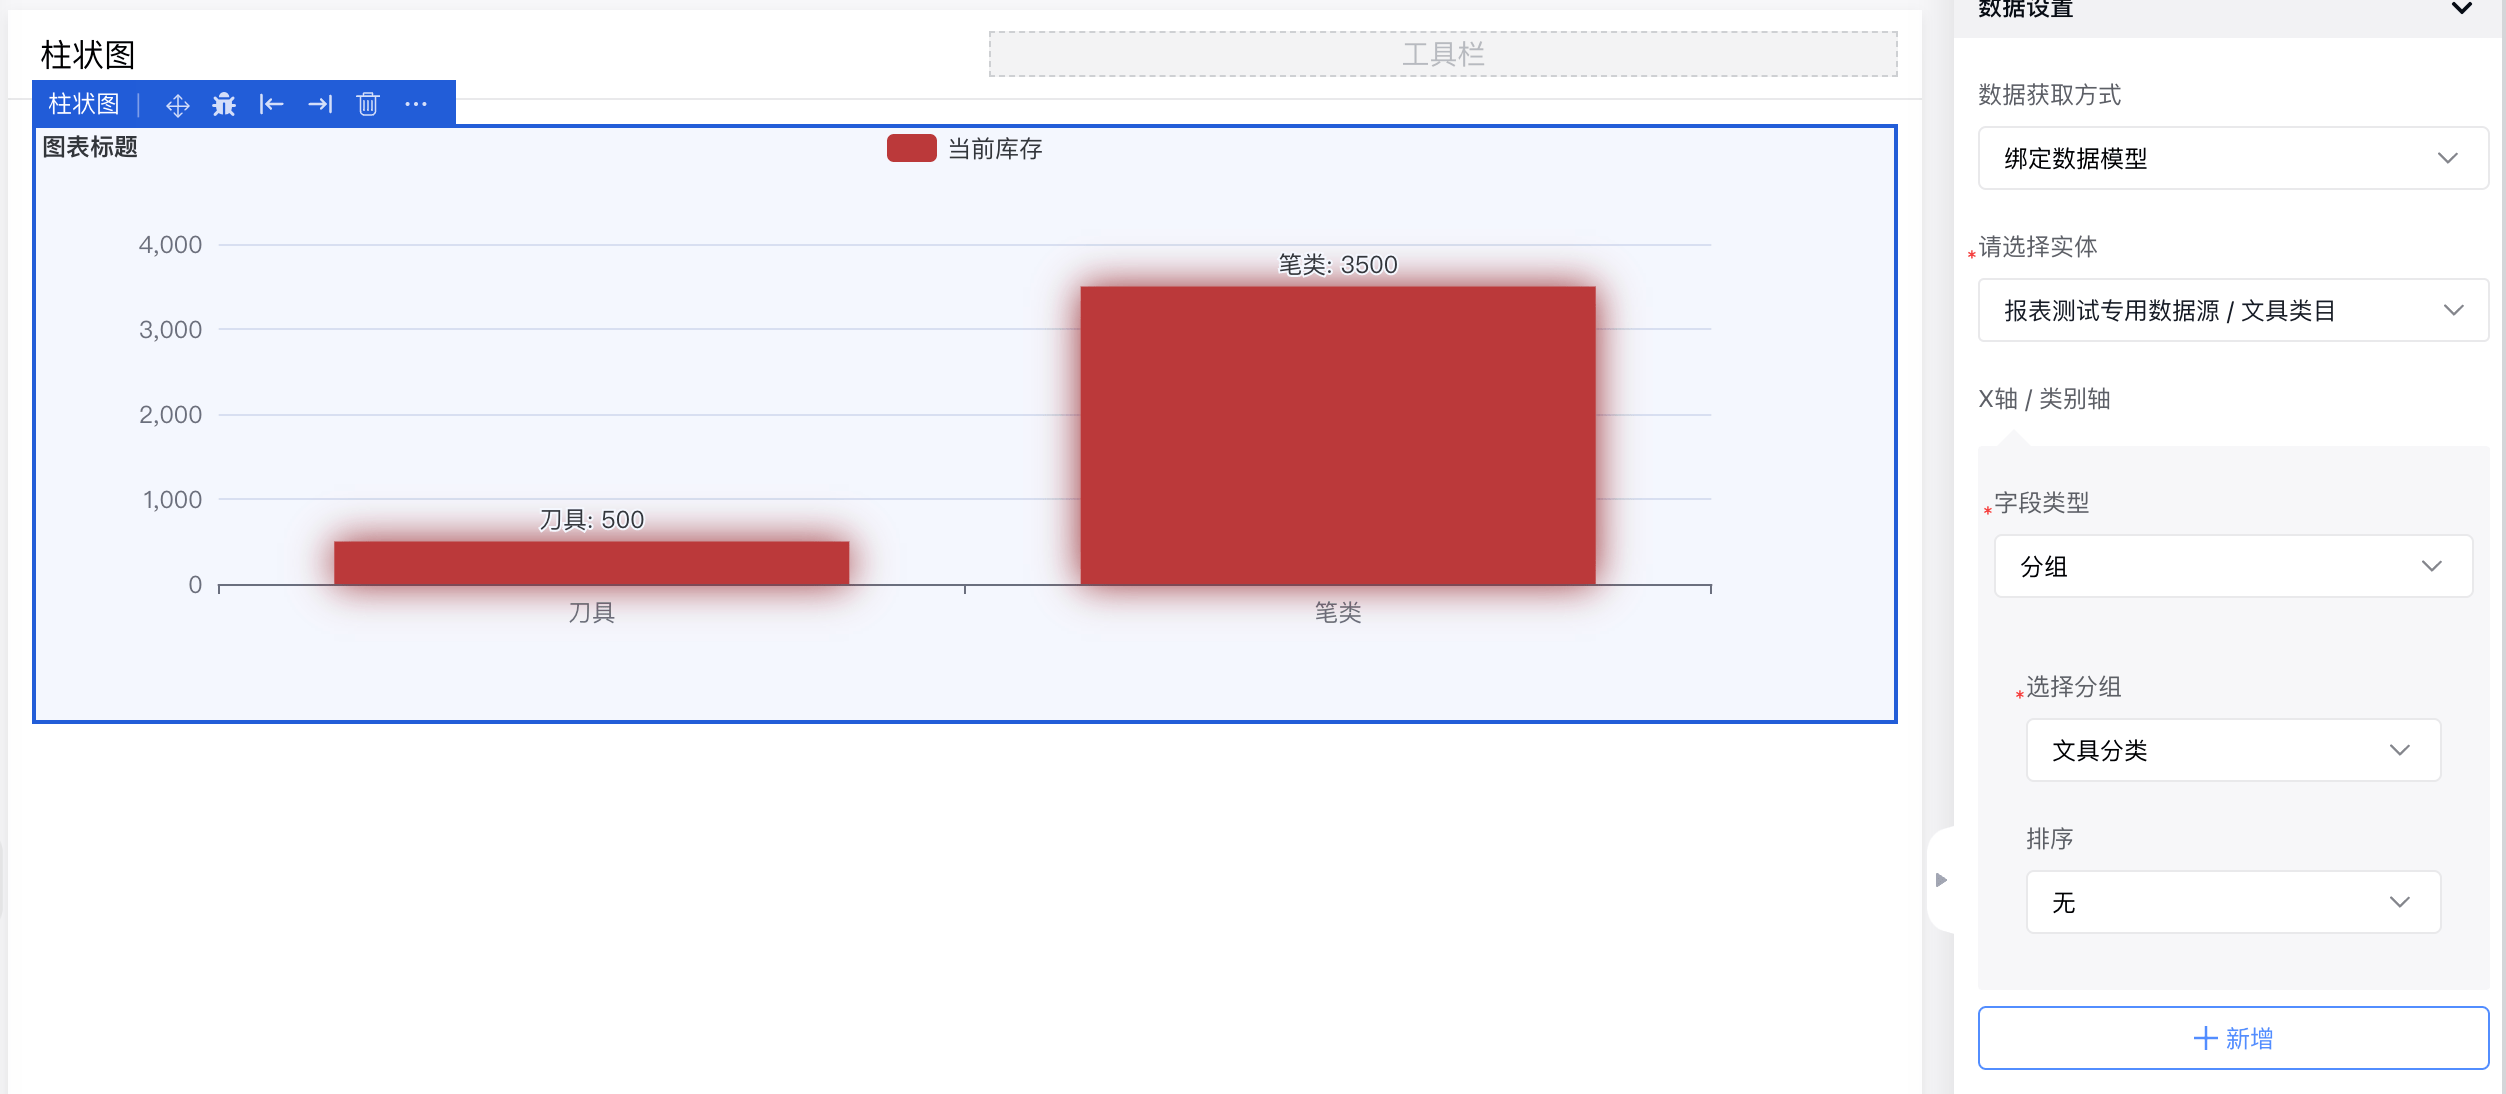 柱状图
工具栏
柱状图
图表标题
当前库存
4,000
3,000
2,000
1,000
0
笔类: 3500
刀具: 500
刀具
笔类
数据设置
数据获取方式
绑定数据模型
*请选择实体
报表测试专用数据源 / 文具类目
X轴 / 类别轴
*字段类型
分组
*选择分组
文具分类
排序
无
新增